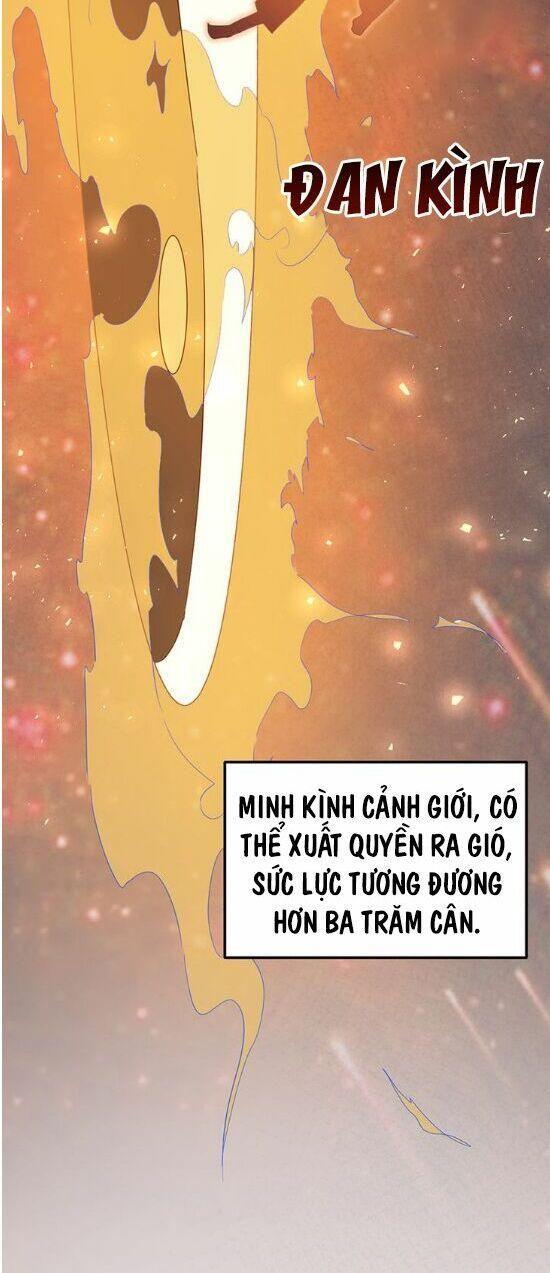 ĐAN KÌNH
MINH KÌNH CẢNH GIỚI, CÓ
THỂ XUẤT QUYỀN RA GIÓ,
SỨC LỰC TƯƠNG ĐƯƠNG
HƠN BA TRĂM CÂN.